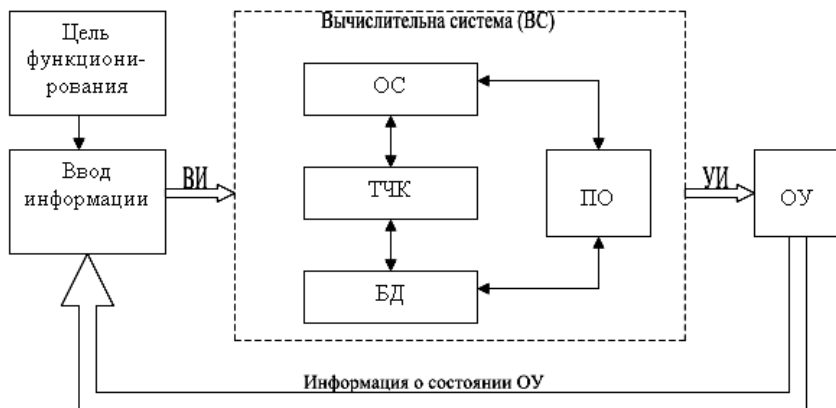 Цель
функциони-
рования
Вычислительна система (ВС)
ОС
Ввод
информации
ВИ
ТЧК
ПО
УИ
ОУ
БД
Информация о состоянии ОУ